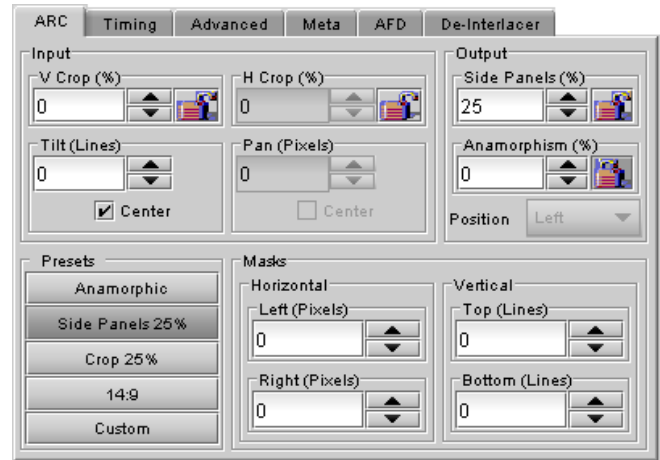 ARC Timing Advanced Meta AFD De-Interlacer
Input
V Crop (%)
0
H Crop (%)
0
Tilt (Lines)
0
Center
Pan (Pixels)
0
Center
Output
Side Panels (%)
25
Anamorphism (%)
0
Position Left
Presets
Anamorphic
Side Panels 25%
Crop 25%
14:9
Custom
Masks
Horizontal
Left (Pixels)
0
Right (Pixels)
0
Vertical
Top (Lines)
0
Bottom (Lines)
0